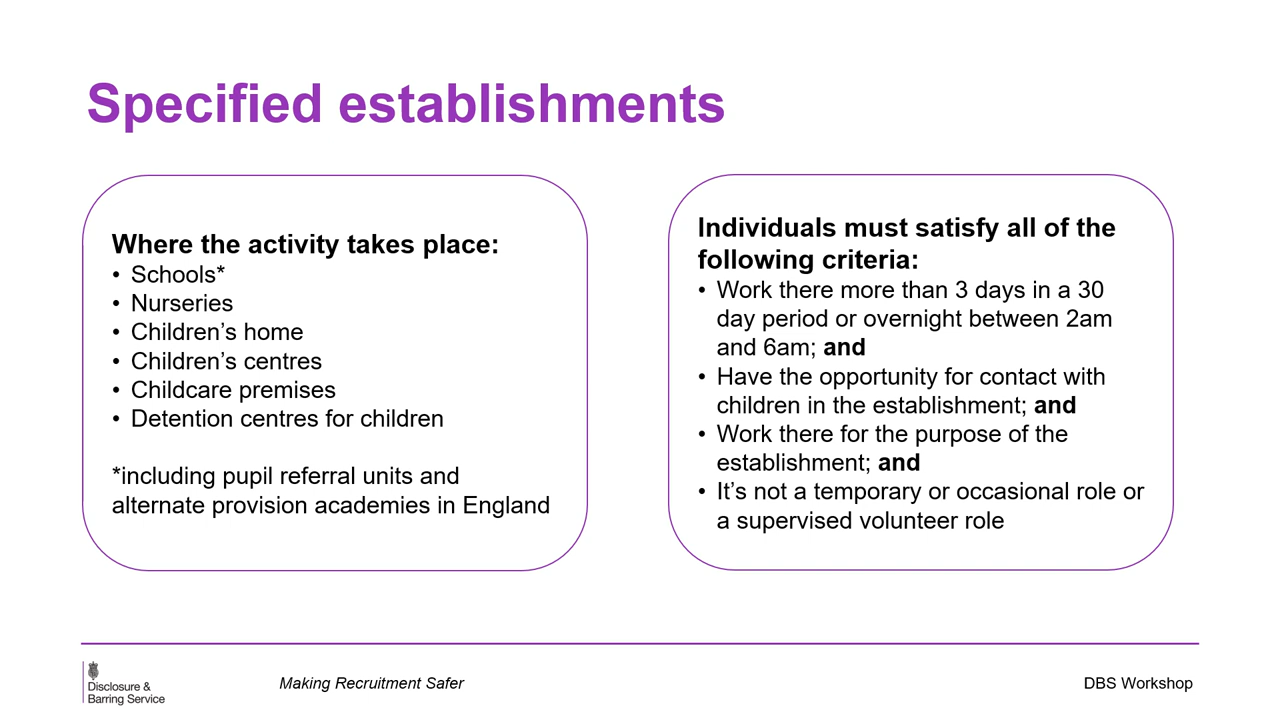 Specified establishments
Where the activity takes place:
• Schools*
• Nurseries
• Children’s home
• Children’s centres
• Childcare premises
• Detention centres for children
*including pupil referral units and
alternate provision academies in England
Individuals must satisfy all of the
following criteria:
• Work there more than 3 days in a 30
day period or overnight between 2am
and 6am; and
• Have the opportunity for contact with
children in the establishment; and
• Work there for the purpose of the
establishment; and
• It’s not a temporary or occasional role or
a supervised volunteer role
Disclosure &
Barring Service
Making Recruitment Safer
DBS Workshop